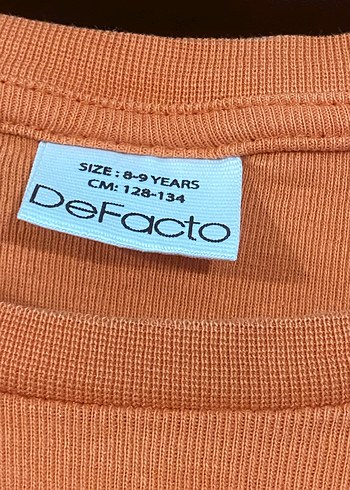 SIZE : 8-9 YEARS
CM: 128-134
DeFacto